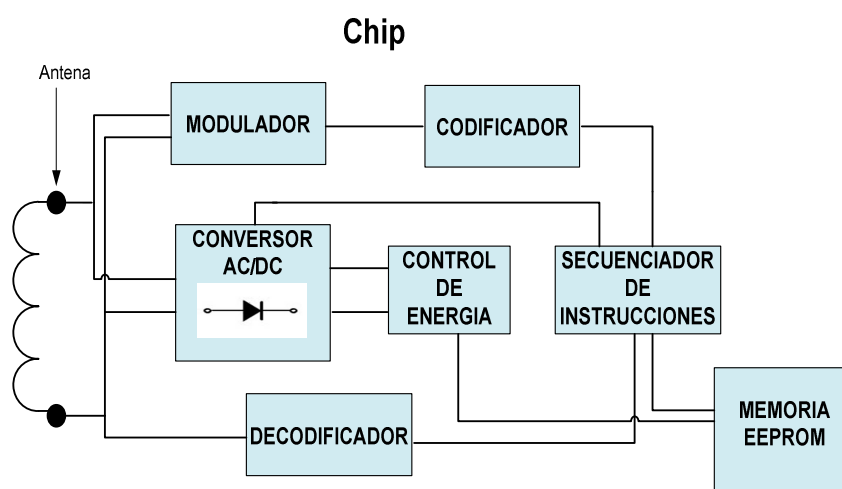 Chip
Antena
MODULADOR
CODIFICADOR
CONVERSOR
AC/DC
CONTROL
DE
ENERGIA
SECUENCIADOR
DE
INSTRUCCIONES
DECODIFICADOR
MEMORIA
EEPROM